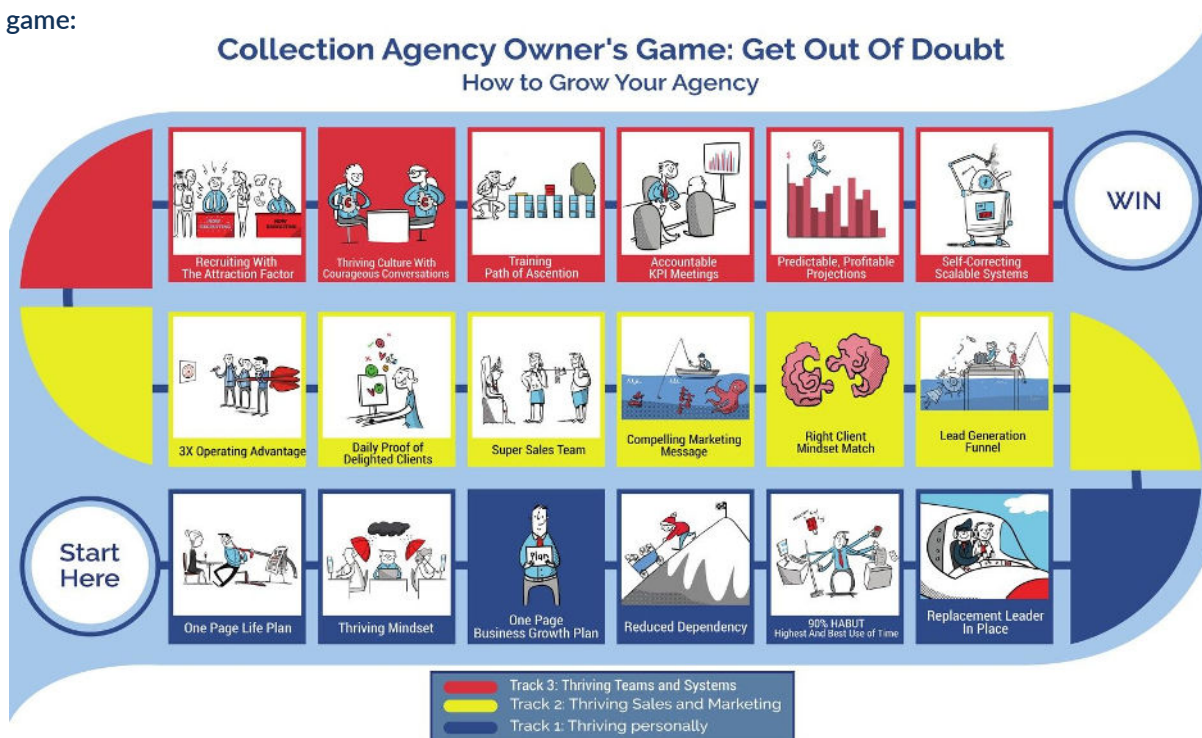 game:
Collection Agency Owner's Game: Get Out Of Doubt
How to Grow Your Agency
Recruiting With
The Attraction Factor
Thriving Culture With
Courageous Conversations
Training
Path of Ascention
Accountable
KPI Meetings
Predictable, Profitable
Projections
Self-Correcting
Scalable Systems
WIN
3X Operating Advantage
Daily Proof of
Delighted Clients
Super Sales Team
Compelling Marketing
Message
Right Client
Mindset Match
Lead Generation
Funnel
Start
Here
One Page Life Plan
Thriving Mindset
Plan
One Page
Business Growth Plan
Reduced Dependency
90% HABUT
Highest And Best Use of Time
Replacement Leader
In Place
Track 3: Thriving Teams and Systems
Track 2: Thriving Sales and Marketing
Track 1: Thriving personally